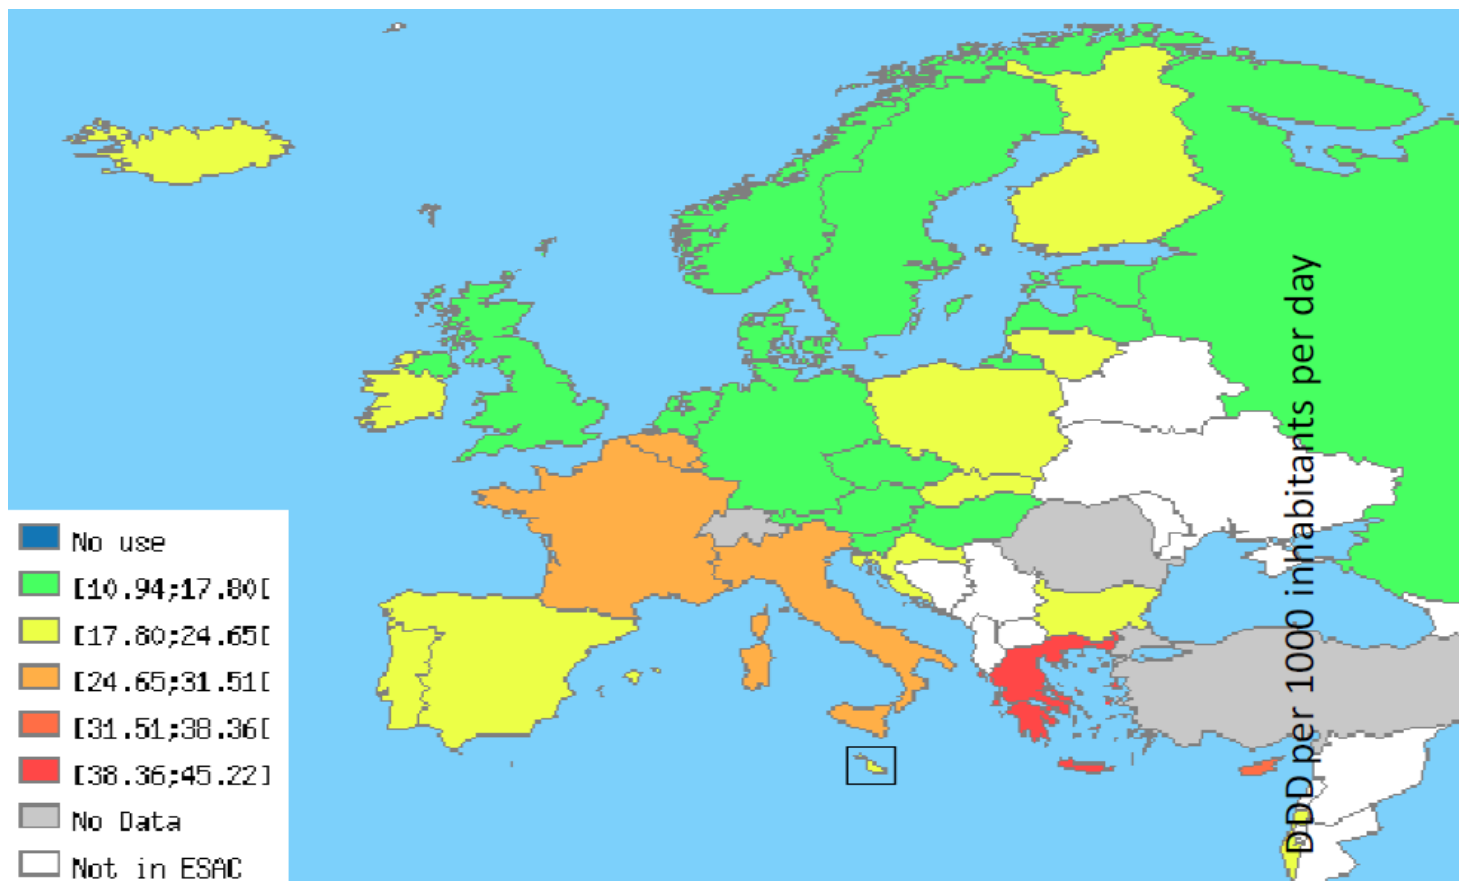 No use
[10.94;17.80[
[17.80;24.65[
[24.65;31.51[
[31.51;38.36[
[38.36;45.22]
No Data
Not in ESAC
DDD per 1000 inhabitants per day